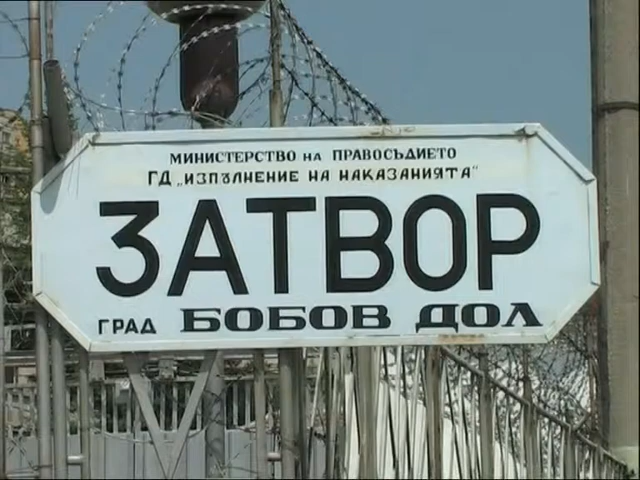 МИНИСТЕРСТВО НА ПРАВОСЪДИЕТО
ГД „ИЗПЪЛНЕНИЕ НА НАКАЗАНИЯТА"
ЗАТВОР
ГРАД БОБОВ ДОЛ